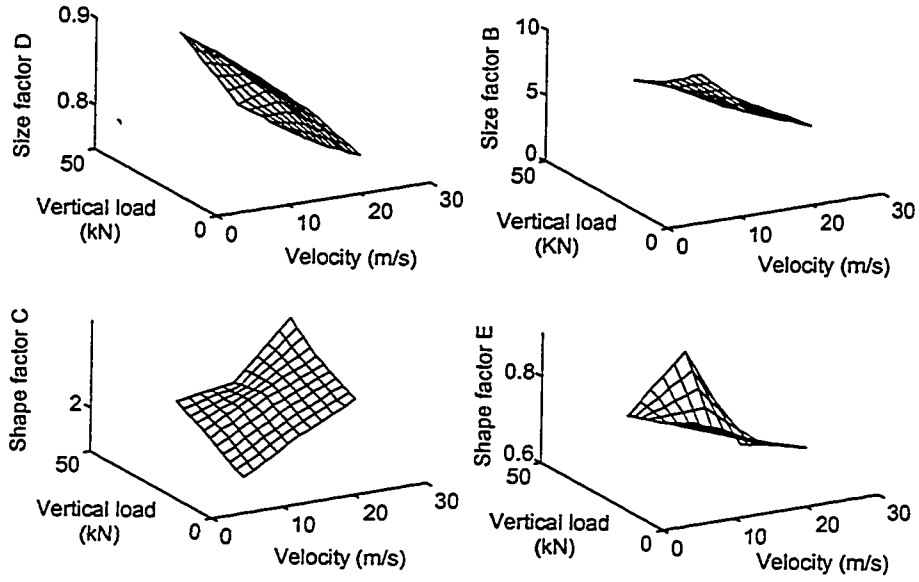 0.9
Size factor D
0.8
50
Vertical load
(kN)
0
0
10
20
30
Velocity (m/s)
10
Size factor B
5
0
50
Vertical load
(KN)
0
0
10
20
30
Velocity (m/s)
Shape factor C
2
50
Vertical load
(kN)
0
0
10
20
30
Velocity (m/s)
Shape factor E
0.8
0.6
50
Vertical load
(kN)
0
0
10
20
30
Velocity (m/s)